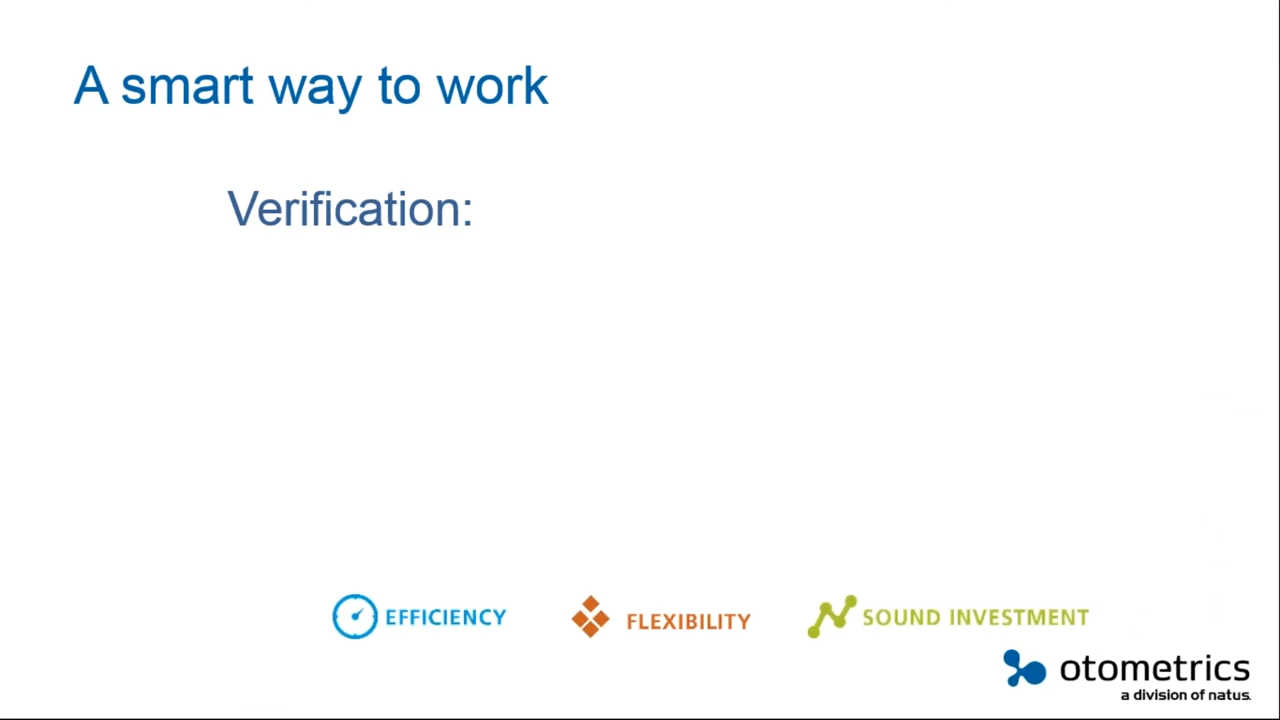 A smart way to work
Verification:
EFFICIENCY
FLEXIBILITY
SOUND INVESTMENT
otometrics
a division of natus.